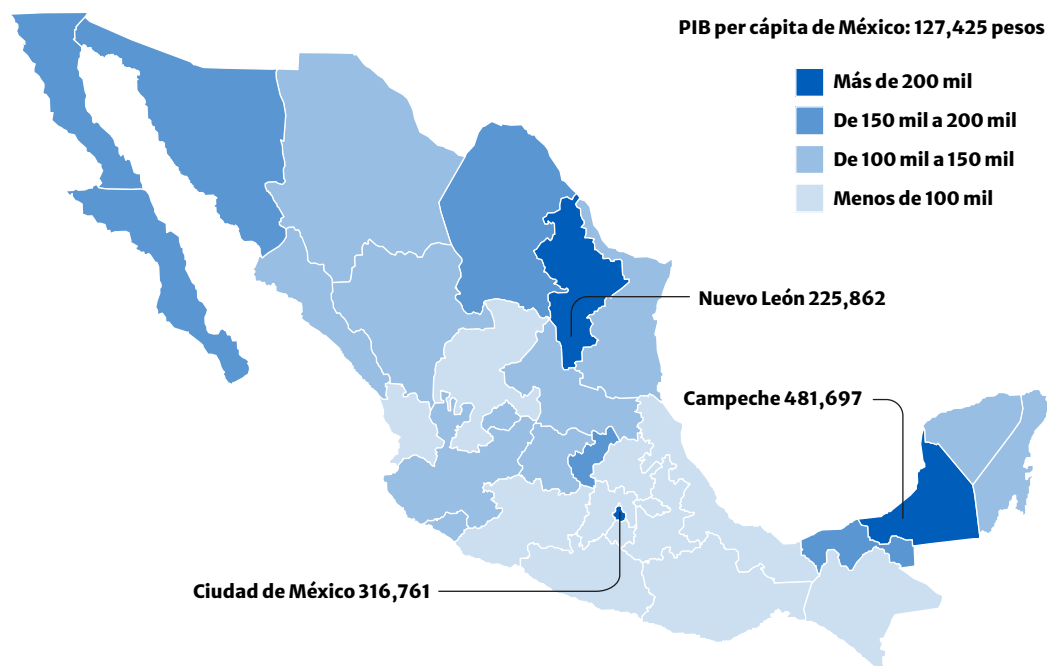 PIB per cápita de México: 127,425 pesos
Más de 200 mil
De 150 mil a 200 mil
De 100 mil a 150 mil
Menos de 100 mil
Nuevo León 225,862
Campeche 481,697
Ciudad de México 316,761